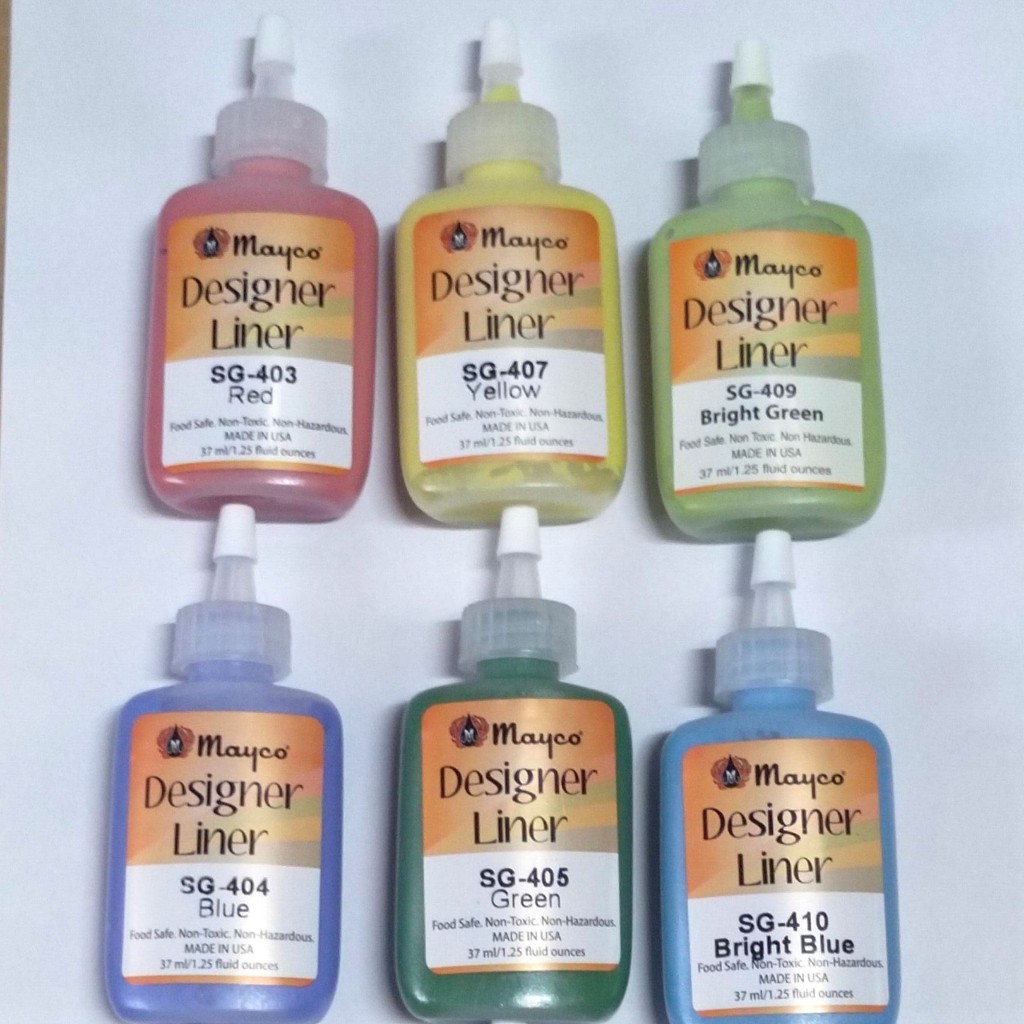 Mayco
Designer
Liner
SG-403
Red
Food Safe. Non-Toxic. Non-Hazardous.
MADE IN USA
37 ml/1.25 fluid ounces
Mayco
Designer
Liner
SG-407
Yellow
Food Safe. Non-Toxic. Non-Hazardous.
MADE IN USA
37 ml/1.25 fluid ounces
Mayco
Designer
Liner
SG-409
Bright Green
Food Safe. Non Toxic. Non Hazardous.
MADE IN USA
37 ml/1.25 fluid ounces
Mayco
Designer
Liner
SG-404
Blue
Food Safe. Non-Toxic. Non-Hazardous.
MADE IN USA
37 ml/1.25 fluid ounces
Mayco
Designer
Liner
SG-405
Green
Food Safe. Non-Toxic. Non-Hazardous.
MADE IN USA
37 ml/1.25 fluid ounces
Mayco
Designer
Liner
SG-410
Bright Blue
Food Safe. Non-Toxic. Non-Hazardous.
MADE IN USA
37 ml/1.25 fluid ounces